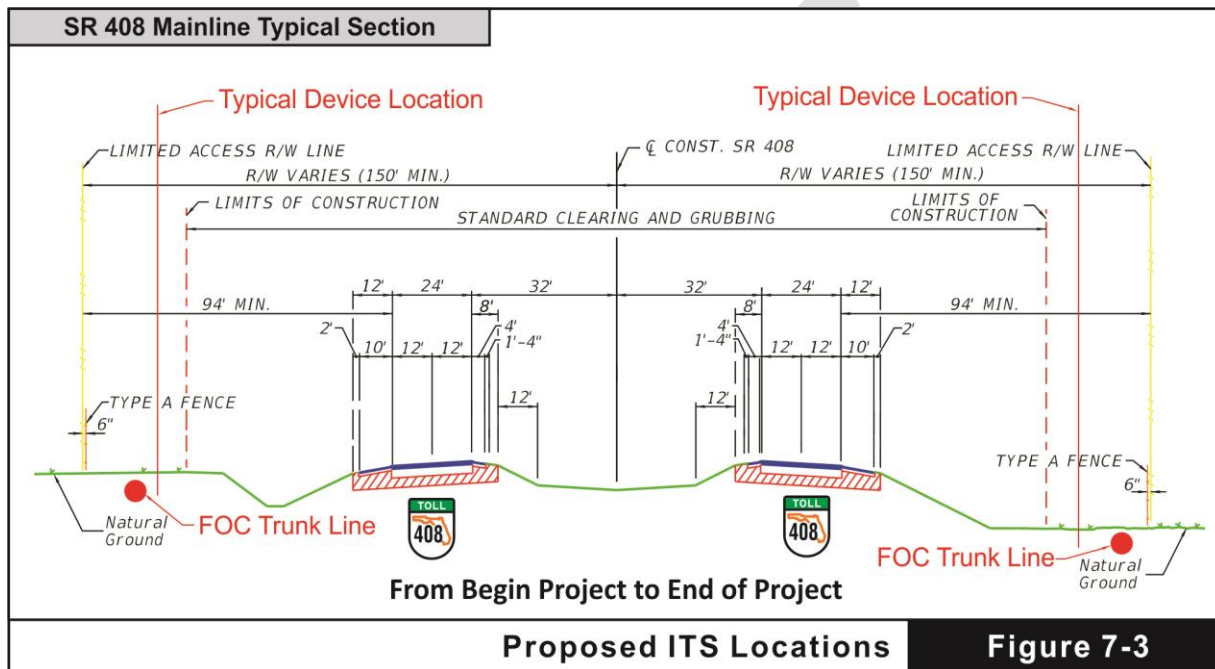 SR 408 Mainline Typical Section
Typical Device Location
Typical Device Location
LIMITED ACCESS R/W LINE
℄ CONST. SR 408
LIMITED ACCESS R/W LINE
R/W VARIES (150' MIN.)
R/W VARIES (150' MIN.)
LIMITS OF CONSTRUCTION
STANDARD CLEARING AND GRUBBING
LIMITS OF
CONSTRUCTION
12' 24' 32' 32' 24' 12'
94' MIN. 8' 8' 94' MIN.
2' 4' 4' 2'
10' 12' 12' 1'-4" 1'-4" 12' 12' 10'
12' 12'
TYPE A FENCE
6"
TYPE A FENCE
6"
Natural
Ground
FOC Trunk Line
TOLL
408
TOLL
408
FOC Trunk Line
Natural
Ground
From Begin Project to End of Project
Proposed ITS Locations
Figure 7-3